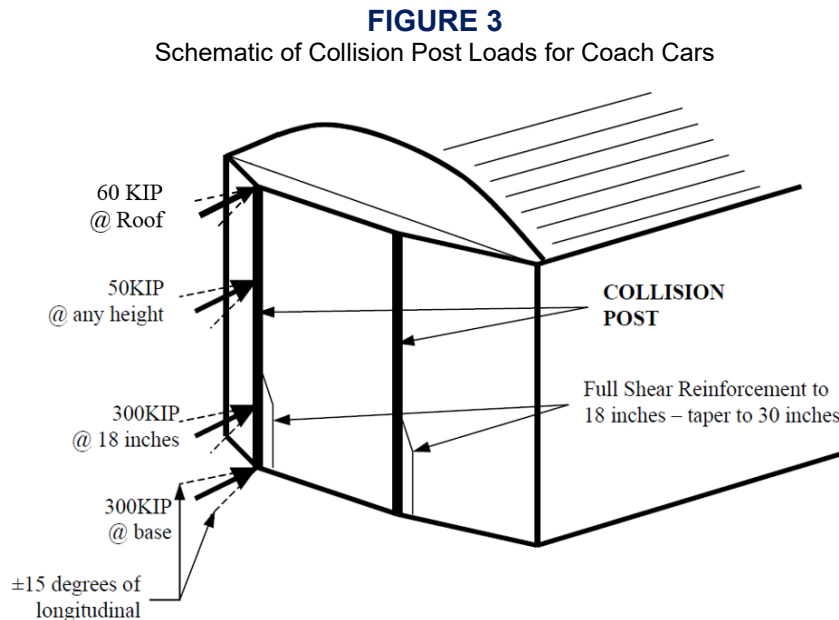 FIGURE 3
Schematic of Collision Post Loads for Coach Cars
60 KIP
@ Roof
50KIP
@ any height
COLLISION
POST
300KIP
@ 18 inches
Full Shear Reinforcement to
18 inches – taper to 30 inches
300KIP
@ base
±15 degrees of
longitudinal